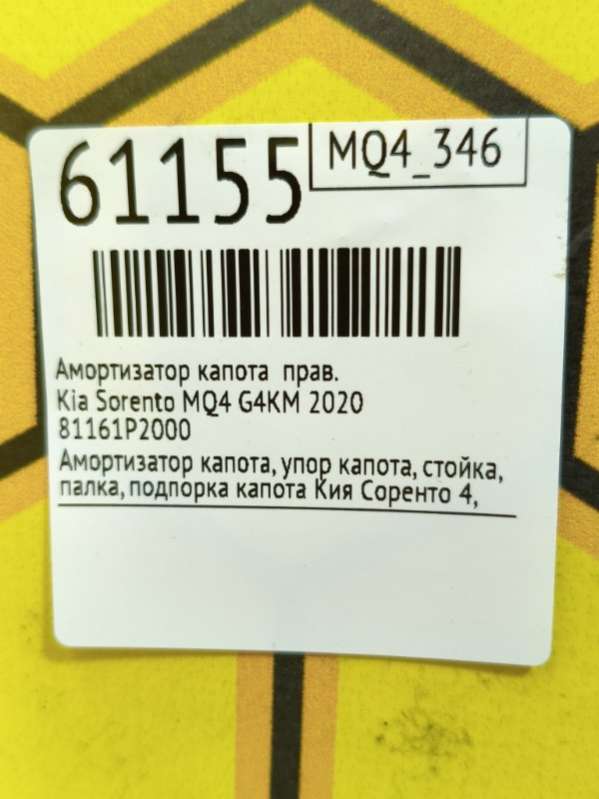 61155
MQ4_346
Амортизатор капота прав.
Kia Sorento MQ4 G4KM 2020
81161P2000
Амортизатор капота, упор капота, стойка,
палка, подпорка капота Кия Соренто 4,